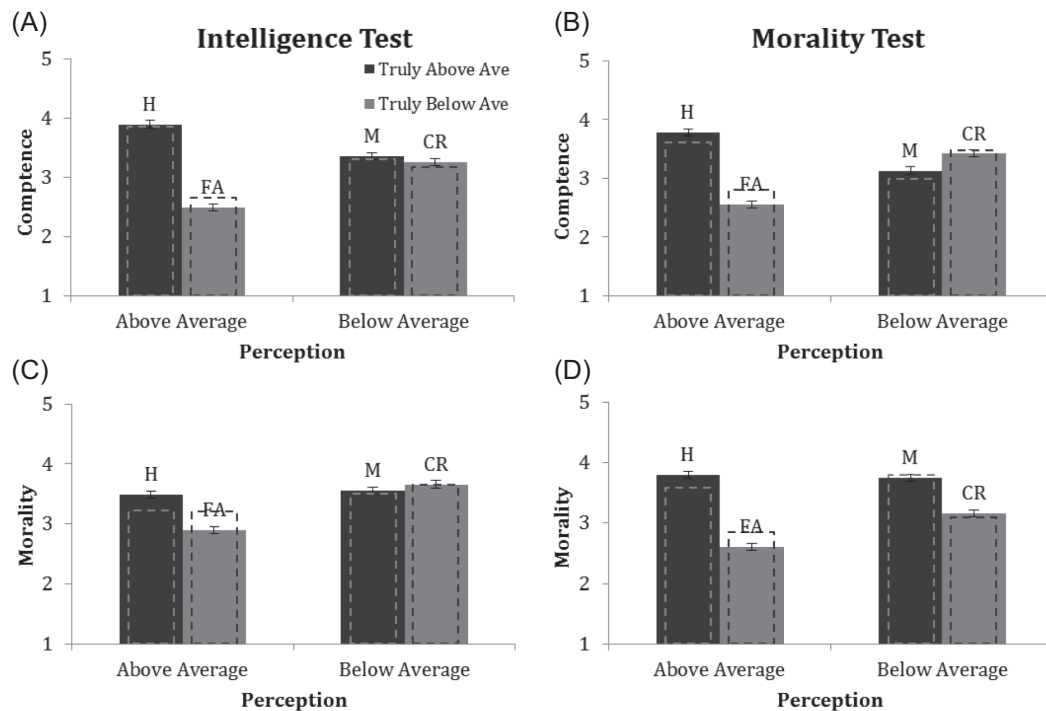 (A)
Intelligence Test
5
4
3
2
1
Comptence
Truly Above Ave
Truly Below Ave
H
FA
M
CR
Above Average
Below Average
Perception
(B)
Morality Test
5
4
3
2
1
Comptence
H
FA
M
CR
Above Average
Below Average
Perception
(C)
5
4
3
2
1
Morality
H
FA
M
CR
Above Average
Below Average
Perception
(D)
5
4
3
2
1
Morality
H
FA
M
CR
Above Average
Below Average
Perception